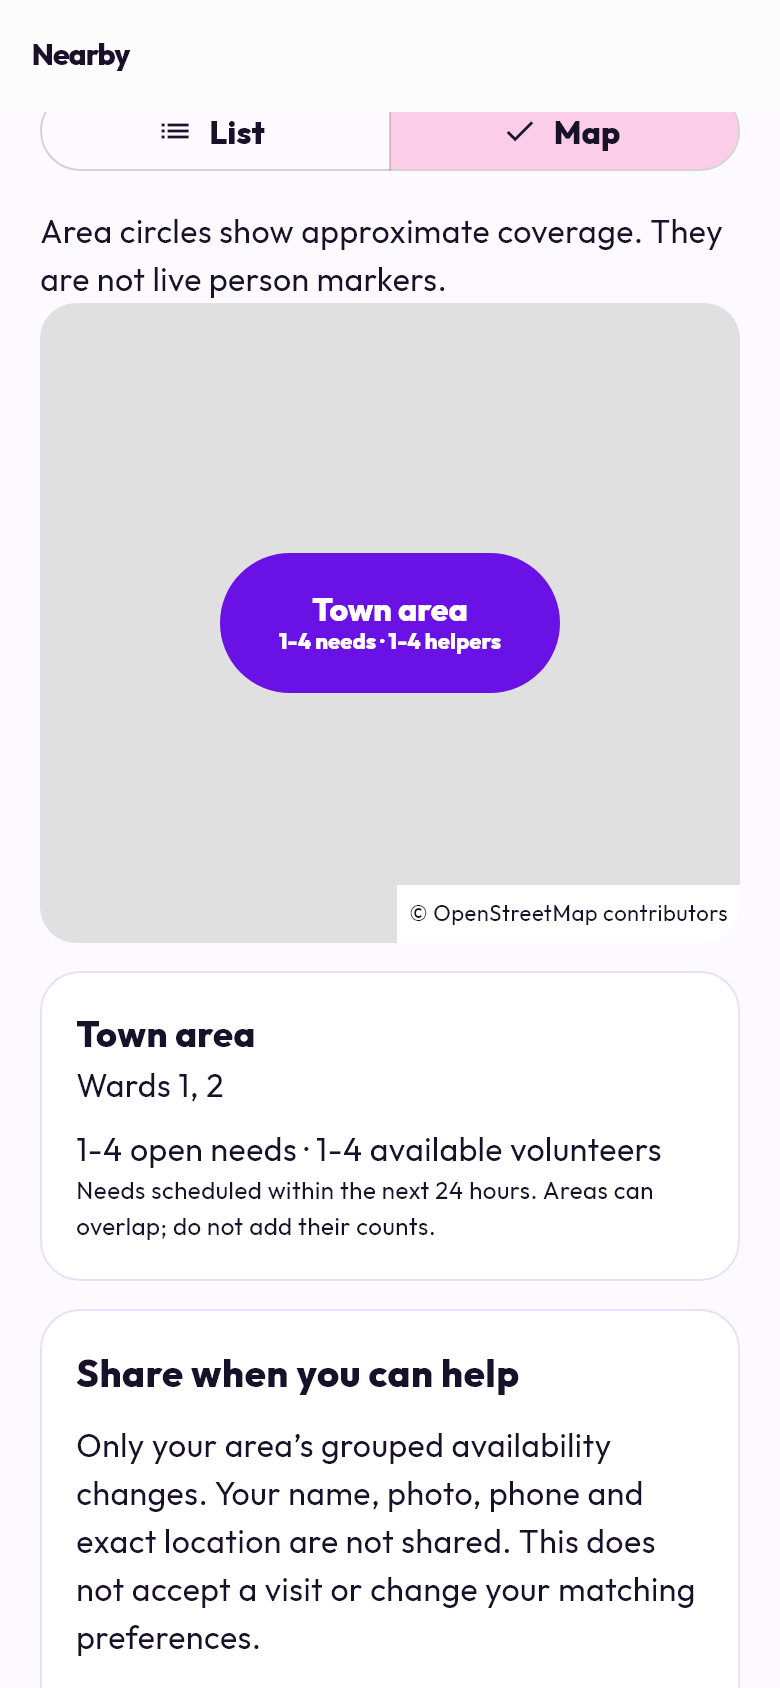 Nearby
List
Map
Area circles show approximate coverage. They
are not live person markers.
Town area
1-4 needs · 1-4 helpers
© OpenStreetMap contributors
Town area
Wards 1, 2
1-4 open needs · 1-4 available volunteers
Needs scheduled within the next 24 hours. Areas can
overlap; do not add their counts.
Share when you can help
Only your area’s grouped availability
changes. Your name, photo, phone and
exact location are not shared. This does
not accept a visit or change your matching
preferences.